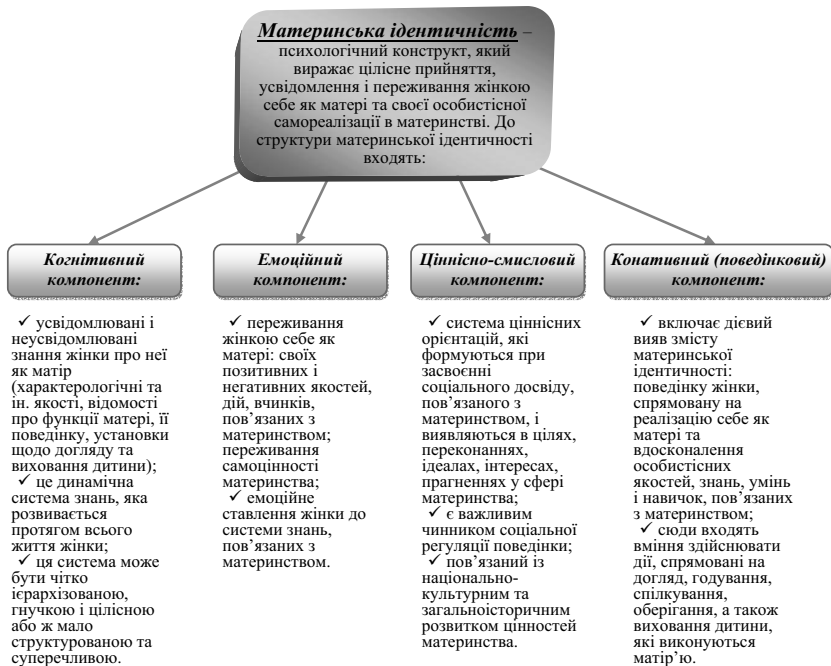 Материнська ідентичність –
психологічний конструкт, який
виражає цілісне прийняття,
усвідомлення і переживання жінкою
себе як матері та своєї особистісної
самореалізації в материнстві. До
структури материнської ідентичності
входять:
Когнітивний
компонент:
✓ усвідомлювані і
неусвідомлювані
знання жінки про неї
як матір
(характерологічні та
ін. якості, відомості
про функції матері, її
поведінку, установки
щодо догляду та
виховання дитини);
✓ це динамічна
система знань, яка
розвивається
протягом всього
життя жінки;
✓ ця система може
бути чітко
ієрархізованою,
гнучкою і цілісною
або ж мало
структурованою та
суперечливою.
Емоційний
компонент:
✓ переживання
жінкою себе як
матері: своїх
позитивних і
негативних якостей,
дій, вчинків,
пов’язаних з
материнством;
переживання
самоцінності
материнства;
✓ емоційне
ставлення жінки до
системи знань,
пов’язаних з
материнством.
Ціннісно-смисловий
компонент:
✓ система ціннісних
орієнтацій, які
формуються при
засвоєнні
соціального досвіду,
пов’язаного з
материнством, і
виявляються в цілях,
переконаннях,
ідеалах, інтересах,
прагненнях у сфері
материнства;
✓ є важливим
чинником соціальної
регуляції поведінки;
✓ пов’язаний із
національно-
культурним та
загальноісторичним
розвитком цінностей
материнства.
Конативний (поведінковий)
компонент:
✓ включає дієвий
вияв змісту
материнської
ідентичності:
поведінку жінки,
спрямовану на
реалізацію себе як
матері та
вдосконалення
особистісних
якостей, знань, умінь
і навичок, пов’язаних
з материнством;
✓ сюди входять
вміння здійснювати
дії, спрямовані на
догляд, годування,
спілкування,
оберігання, а також
виховання дитини,
які виконуються
матір’ю.